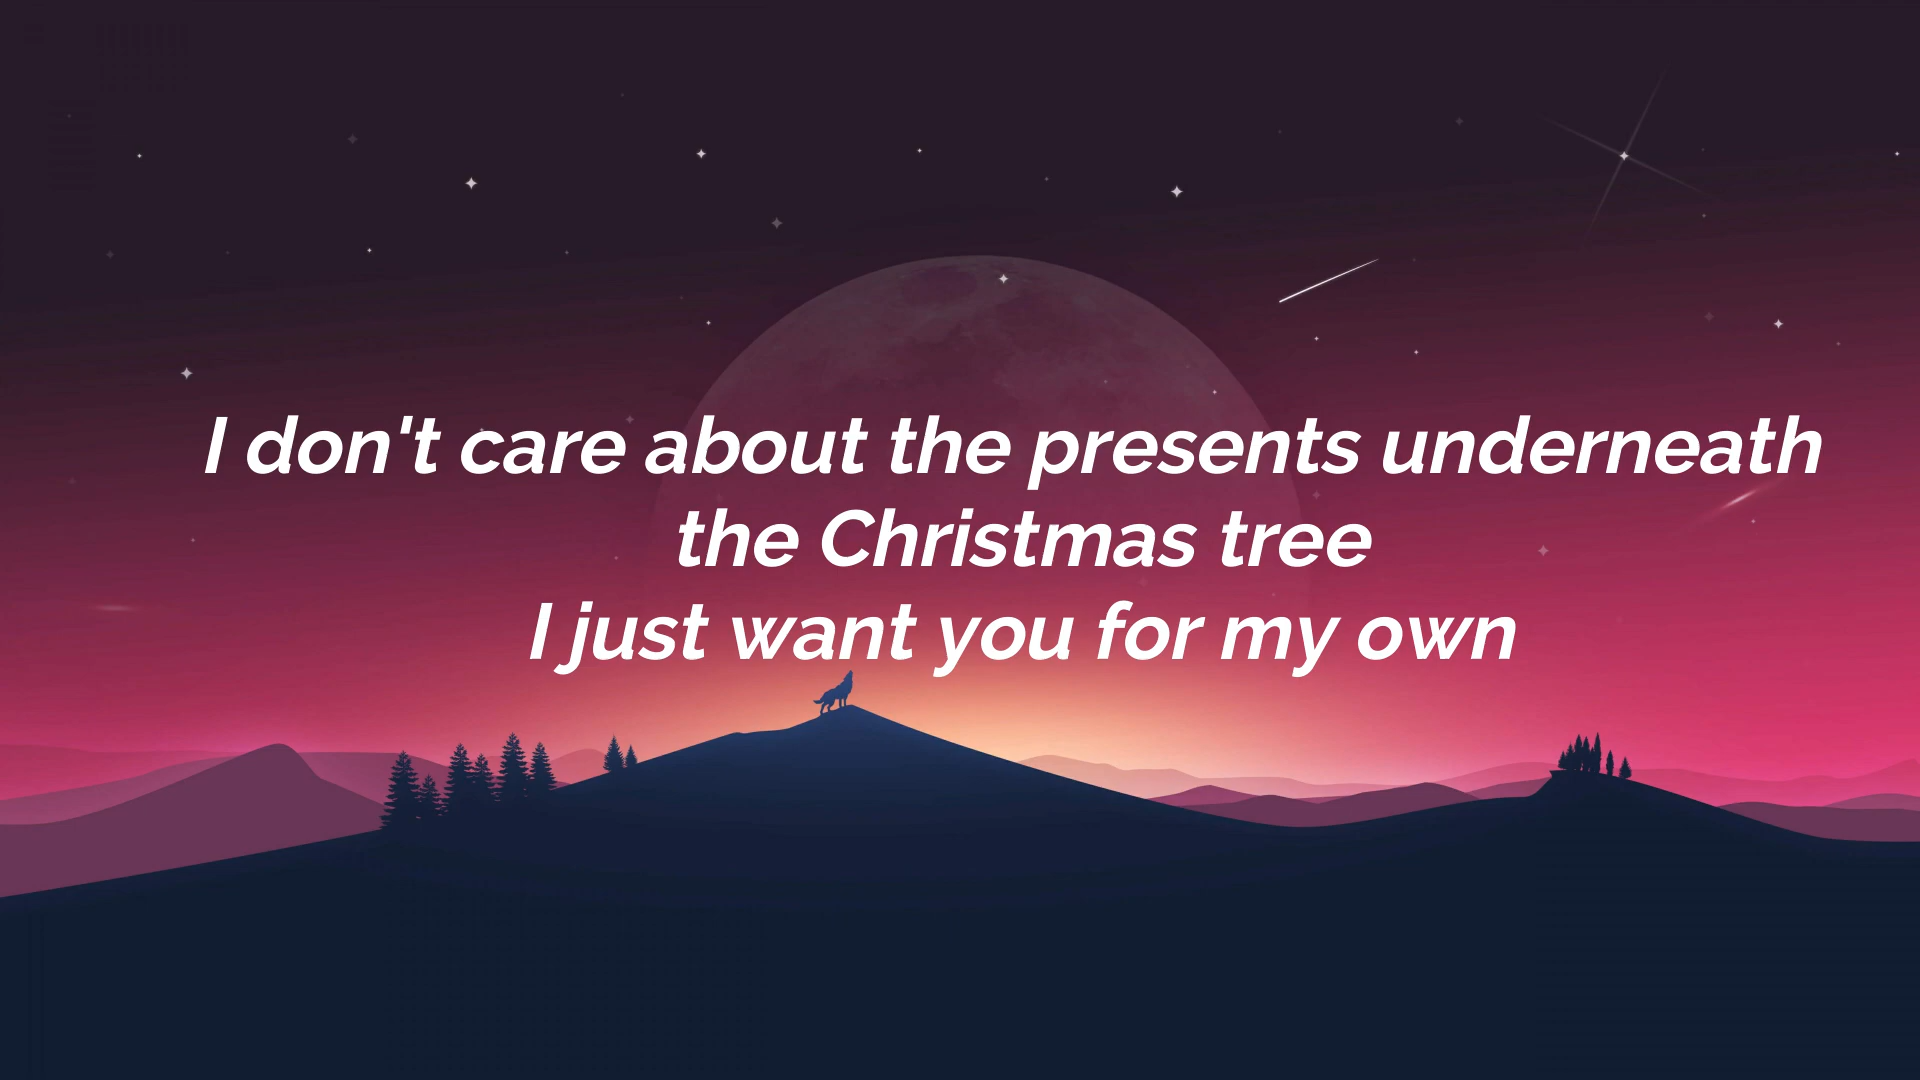 I don't care about the presents underneath
the Christmas tree
I just want you for my own